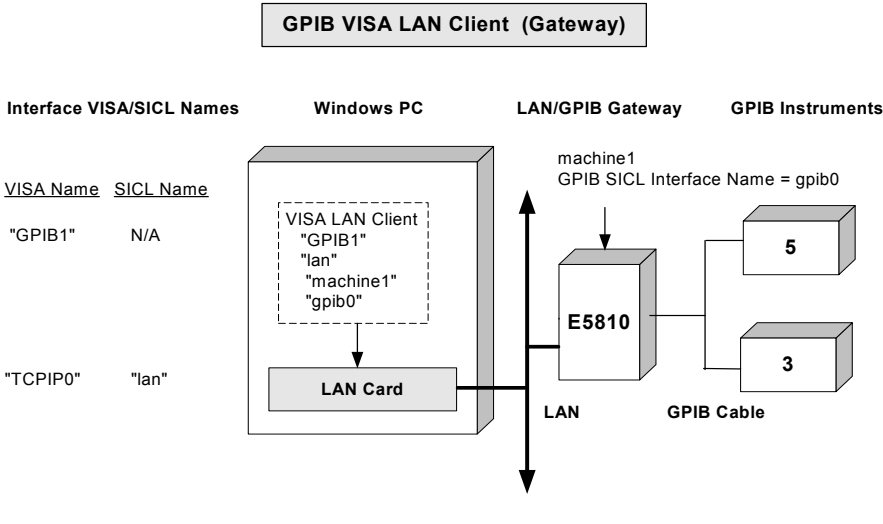 GPIB VISA LAN Client (Gateway)
Interface VISA/SICL Names
Windows PC
LAN/GPIB Gateway
GPIB Instruments
machine1
GPIB SICL Interface Name = gpib0
VISA Name SICL Name
"GPIB1" N/A
"TCPIP0" "lan"
VISA LAN Client
"GPIB1"
"lan"
"machine1"
"gpib0"
LAN Card
E5810
5
3
LAN
GPIB Cable